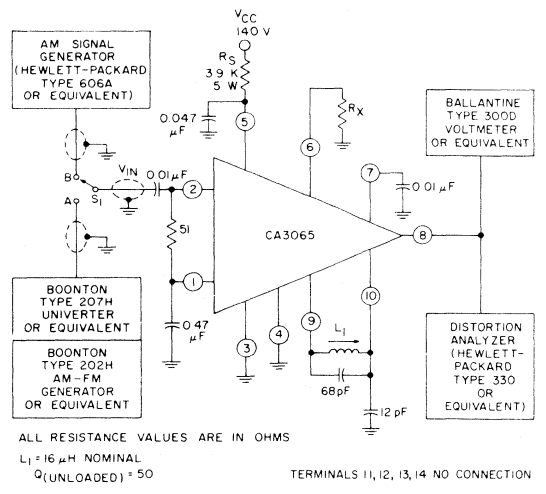 VCC
140 V
AM SIGNAL
GENERATOR
(HEWLETT-PACKARD
TYPE 606A
OR EQUIVALENT)
RS
3.9 K
5 W
0.047
μF
5
6
RX
BALLANTINE
TYPE 300D
VOLTMETER
OR EQUIVALENT
7
0.01 μF
B
S1
A
VIN
0.01 μF
2
51
1
0.47
μF
CA3065
8
3
4
9
10
L1
68pF
12 pF
BOONTON
TYPE 207H
UNIVERTER
OR EQUIVALENT
BOONTON
TYPE 202H
AM-FM
GENERATOR
OR EQUIVALENT
DISTORTION
ANALYZER
(HEWLETT-
PACKARD
TYPE 330
OR
EQUIVALENT)
ALL RESISTANCE VALUES ARE IN OHMS
L1 = 16 μH NOMINAL
Q(UNLOADED) = 50
TERMINALS 11, 12, 13, 14 NO CONNECTION